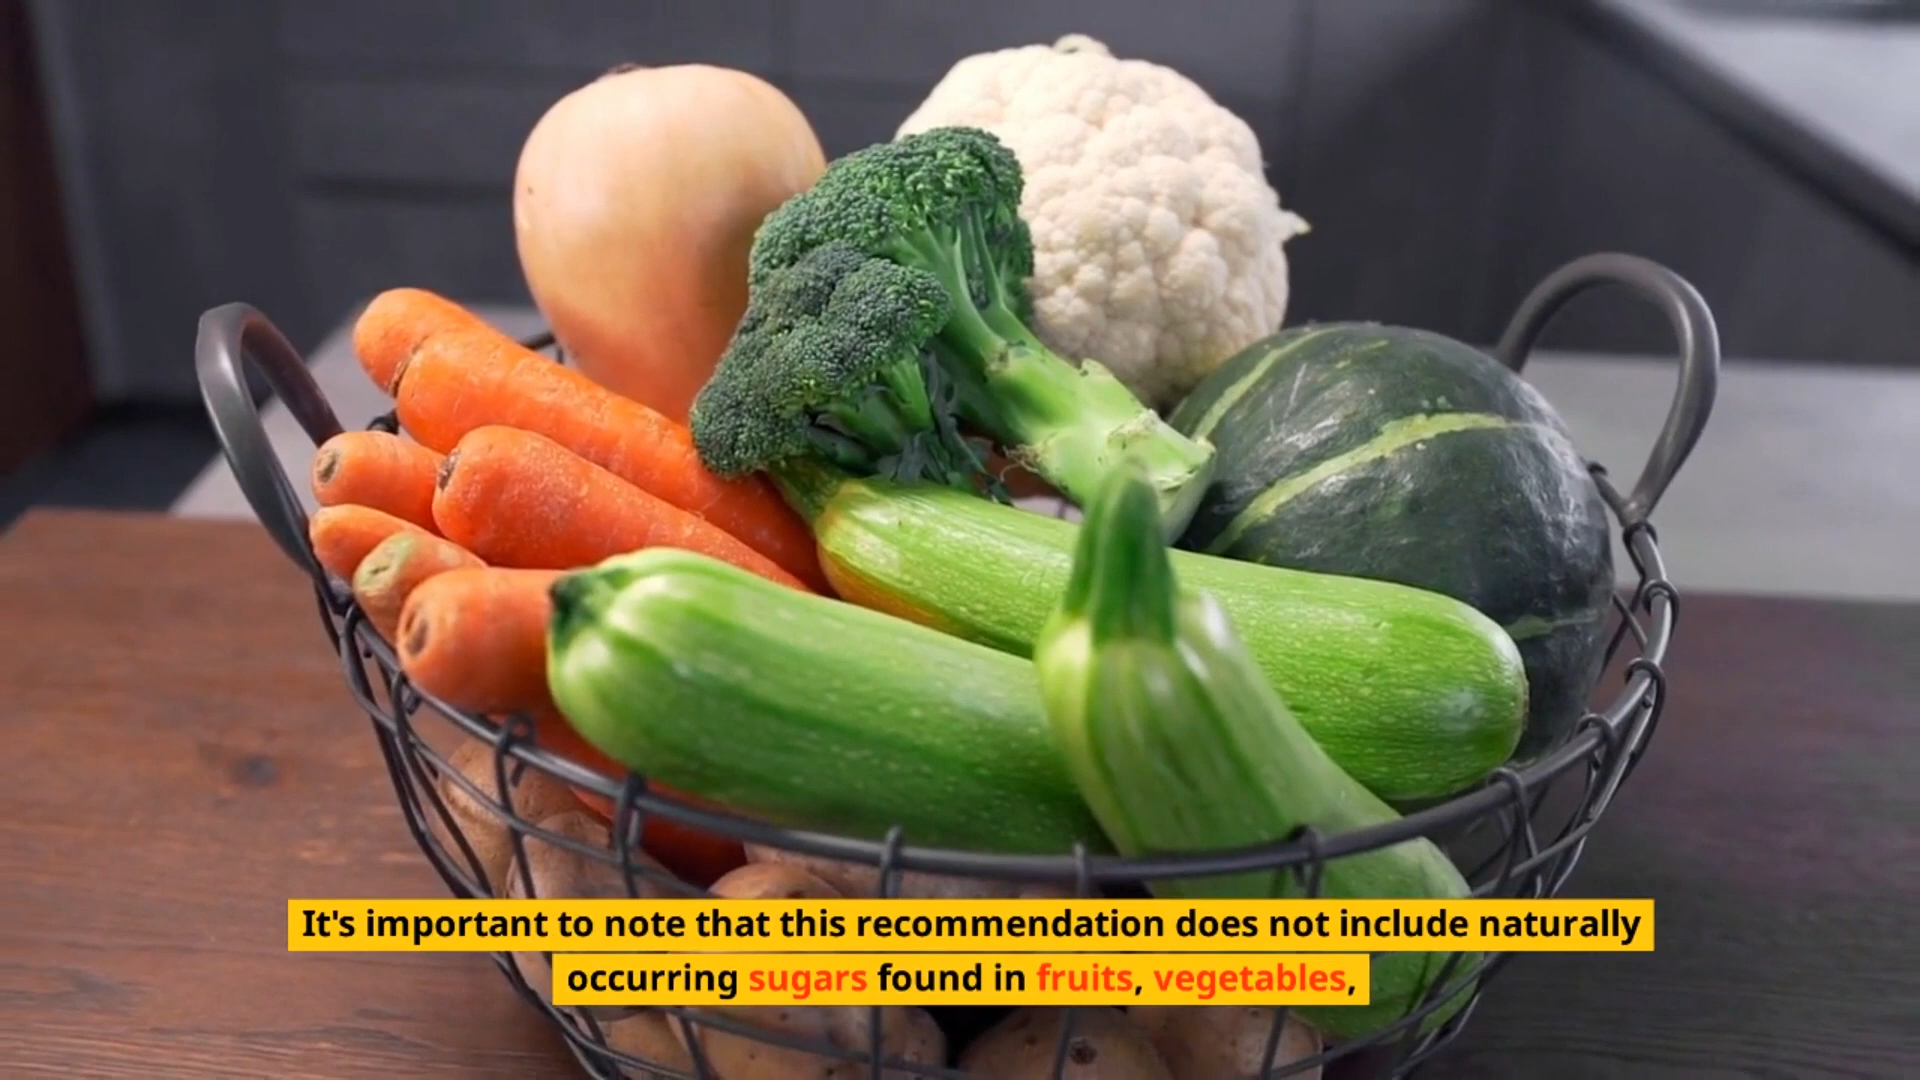 It's important to note that this recommendation does not include naturally
occurring sugars found in fruits, vegetables,